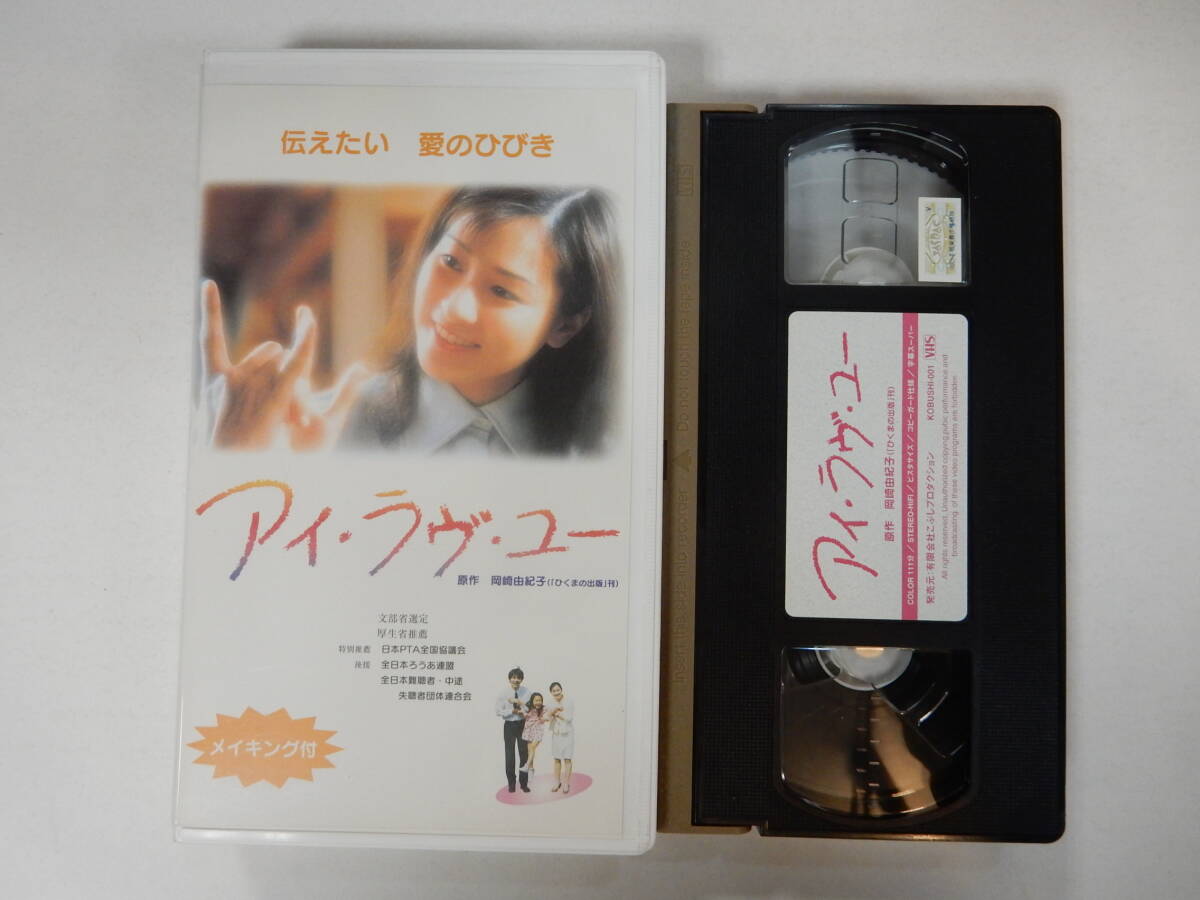 伝えたい 愛のひびき
アイ・ラヴ・ユー
原作 岡崎由紀子(「ひくまの出版」刊)
文部省選定
厚生省推薦
特別推薦 日本PTA全国協議会
後援 全日本ろうあ連盟
全日本難聴者・中途
失聴者団体連合会
メイキング付
VHS
Do not touch the tape inside
Insert this side into recorder
アイ・ラヴ・ユー
原作 岡崎由紀子(「ひくまの出版」刊)
COLOR 111分／STEREO-HiFi／ビスタサイズ／コピーガード仕様／字幕スーパー
発売元：有限会社こぶしプロダクション KOBUSHI-001 VHS
All rights reserved. Unauthorized copying pubic performance and
broadcasting of these video programs are forbidden